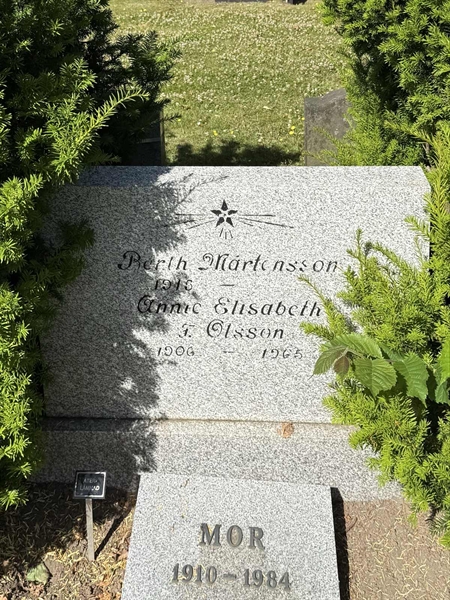 Berth Mårtensson
1918 –
Annie Elisabeth
F. Olsson
1906 – 1965
MOR
1910 – 1984